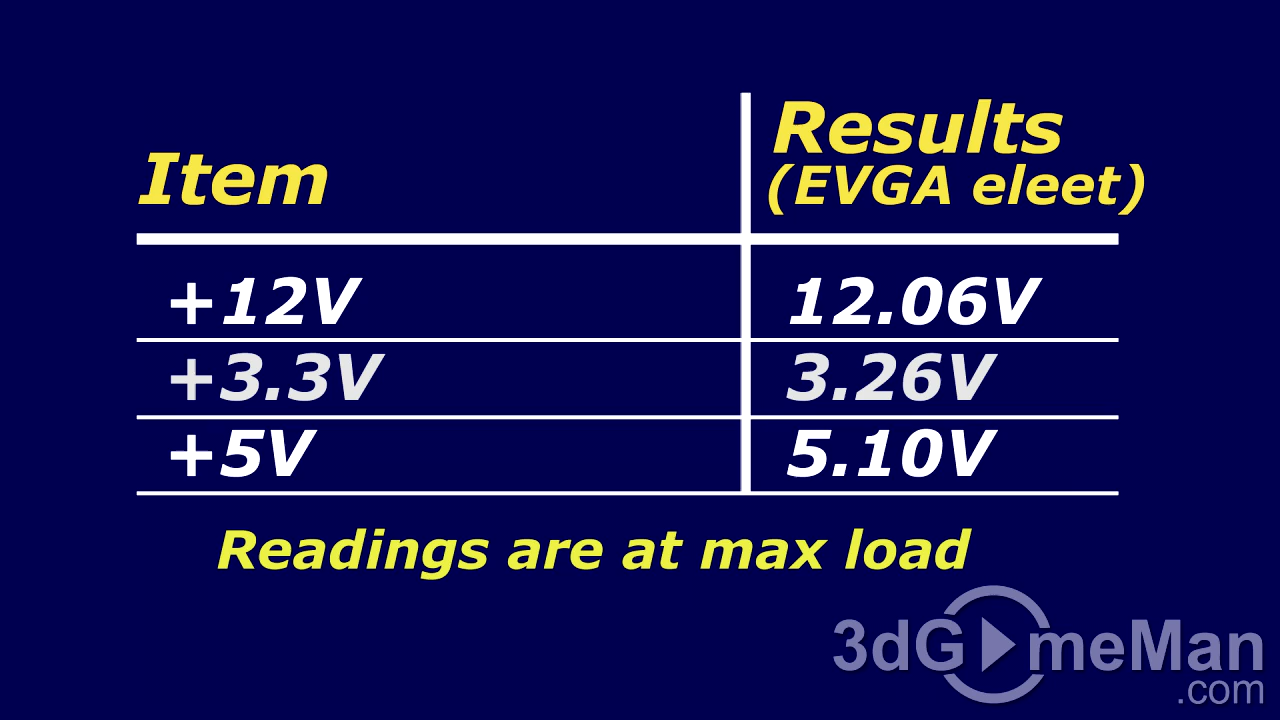 Item Results
(EVGA eleet)
+12V 12.06V
+3.3V 3.26V
+5V 5.10V
Readings are at max load
3dGameMan
.com